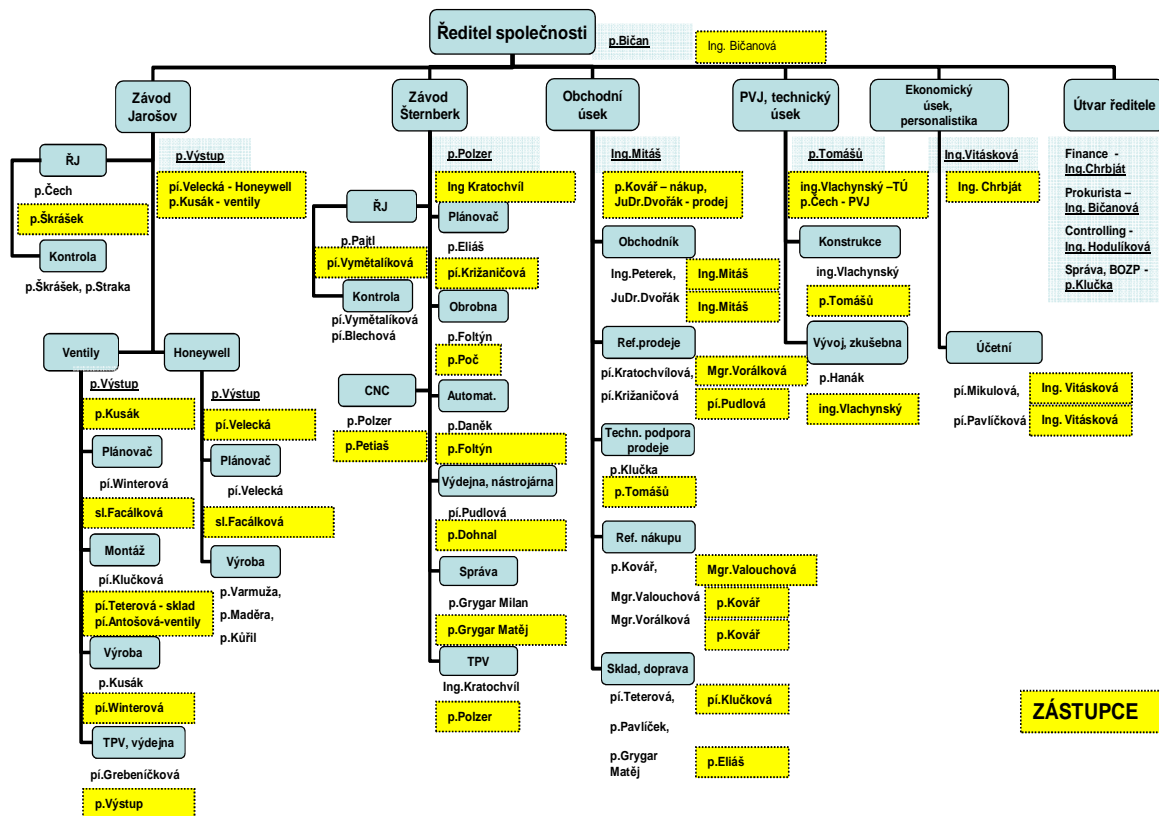 Ředitel společnosti
p.Bičan
Ing. Bičanová
Závod
Jarošov
Závod
Šternberk
Obchodní
úsek
PVJ, technický
úsek
Ekonomický
úsek,
personalistika
Útvar ředitele
ŘJ
p.Čech
p.Škrášek
Kontrola
p.Škrášek, p.Straka
p.Výstup
pí.Velecká - Honeywell
p.Kusák - ventily
Ventily
p.Výstup
p.Kusák
Plánovač
pí.Winterová
sl.Facálková
Montáž
pí.Klučková
pí.Teterová - sklad
pí.Antošová-ventily
Výroba
p.Kusák
pí.Winterová
TPV, výdejna
pí.Grebeníčková
p.Výstup
Honeywell
p.Výstup
pí.Velecká
Plánovač
pí.Velecká
sl.Facálková
Výroba
p.Varmuža,
p.Maděra,
p.Kůřil
p.Polzer
Ing Kratochvíl
ŘJ
p.Pajtl
pí.Vymětalíková
Kontrola
pí.Vymětalíková
pí.Blechová
CNC
p.Polzer
p.Petiaš
Plánovač
p.Eliáš
pí.Križaničová
Obrobna
p.Foltýn
p.Poč
Automat.
p.Daněk
p.Foltýn
Výdejna, nástrojárna
pí.Pudlová
p.Dohnal
Správa
p.Grygar Milan
p.Grygar Matěj
TPV
Ing.Kratochvíl
p.Polzer
Ing.Mitáš
p.Kovář – nákup,
JuDr.Dvořák - prodej
Obchodník
Ing.Peterek,
Ing.Mitáš
JuDr.Dvořák
Ing.Mitáš
Ref.prodeje
pí.Kratochvílová,
Mgr.Vorálková
pí.Križaničová
pí.Pudlová
Techn. podpora
prodeje
p.Klučka
p.Tomášů
Ref. nákupu
p.Kovář,
Mgr.Valouchová
Mgr.Valouchová
p.Kovář
Mgr.Vorálková
p.Kovář
Sklad, doprava
pí.Teterová,
pí.Klučková
p.Pavlíček,
p.Grygar
Matěj
p.Eliáš
p.Tomášů
ing.Vlachynský –TÚ
p.Čech - PVJ
Konstrukce
ing.Vlachynský
p.Tomášů
Vývoj, zkušebna
p.Hanák
ing.Vlachynský
Ing.Vitásková
Ing. Chrbját
Účetní
pí.Mikulová,
Ing. Vitásková
pí.Pavlíčková
Ing. Vitásková
Finance -
Ing.Chrbját
Prokurista –
Ing. Bičanová
Controlling -
Ing. Hodulíková
Správa, BOZP -
p.Klučka
ZÁSTUPCE